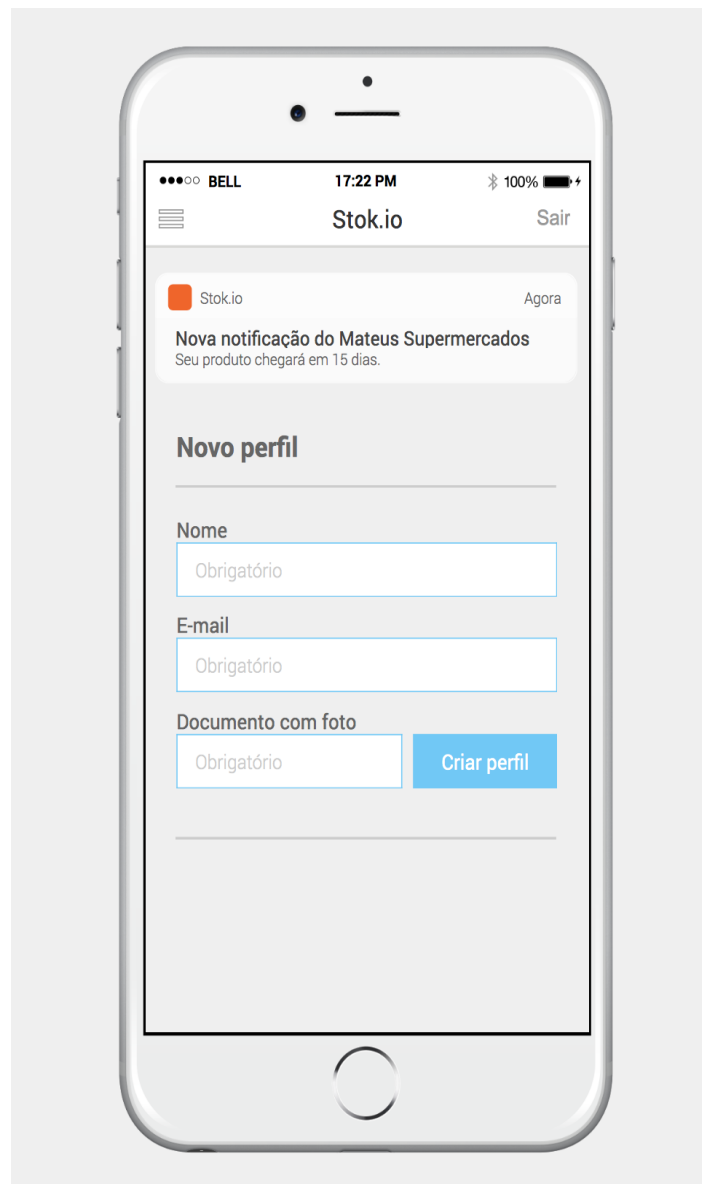 BELL 17:22 PM 100%
Stok.io Sair
Stok.io Agora
Nova notificação do Mateus Supermercados
Seu produto chegará em 15 dias.
Novo perfil
Nome
Obrigatório
E-mail
Obrigatório
Documento com foto
Obrigatório Criar perfil